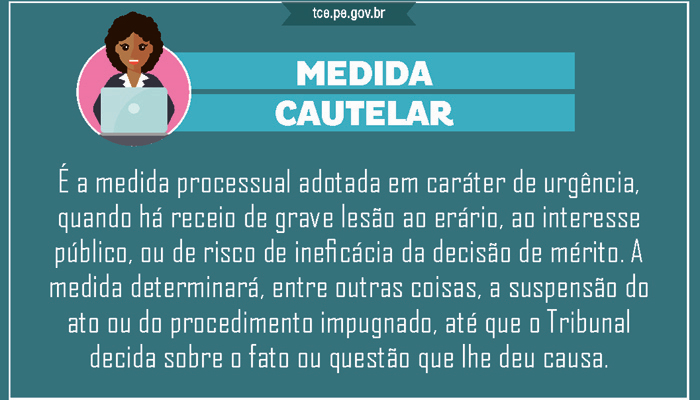 tce.pe.gov.br
MEDIDA
CAUTELAR
É a medida processual adotada em caráter de urgência,
quando há receio de grave lesão ao erário, ao interesse
público, ou de risco de ineficácia da decisão de mérito. A
medida determinará, entre outras coisas, a suspensão do
ato ou do procedimento impugnado, até que o Tribunal
decida sobre o fato ou questão que lhe deu causa.